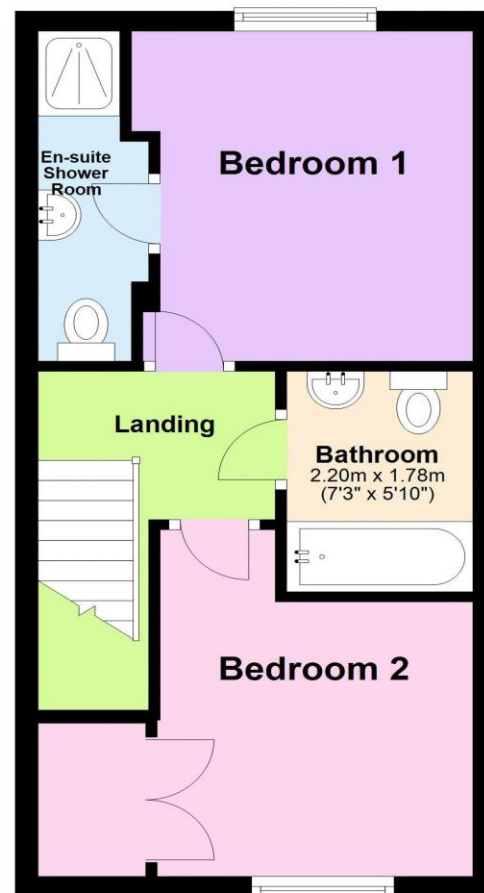 En-suite
Shower
Room
Bedroom 1
Landing
Bathroom
2.20m x 1.78m
(7'3" x 5'10")
Bedroom 2